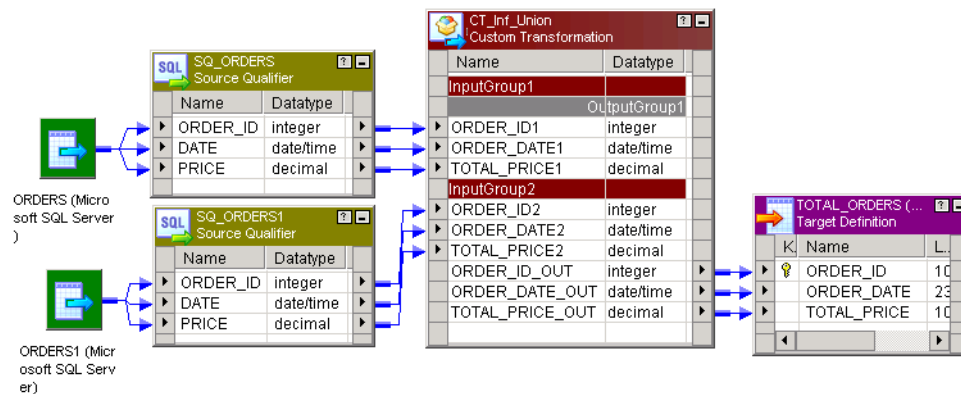 CT_Inf_Union
Custom Transformation
Name Datatype
InputGroup1
OutputGroup1
ORDER_ID1 integer
ORDER_DATE1 date/time
TOTAL_PRICE1 decimal
InputGroup2
ORDER_ID2 integer
ORDER_DATE2 date/time
TOTAL_PRICE2 decimal
ORDER_ID_OUT integer
ORDER_DATE_OUT date/time
TOTAL_PRICE_OUT decimal
SQL SQ_ORDERS
Source Qualifier
Name Datatype
ORDER_ID integer
DATE date/time
PRICE decimal
ORDERS (Micro
soft SQL Server
)
SQL SQ_ORDERS1
Source Qualifier
Name Datatype
ORDER_ID integer
DATE date/time
PRICE decimal
ORDERS1 (Micr
osoft SQL Serv
er)
TOTAL_ORDERS (...
Target Definition
K. Name L..
ORDER_ID 10
ORDER_DATE 23
TOTAL_PRICE 10